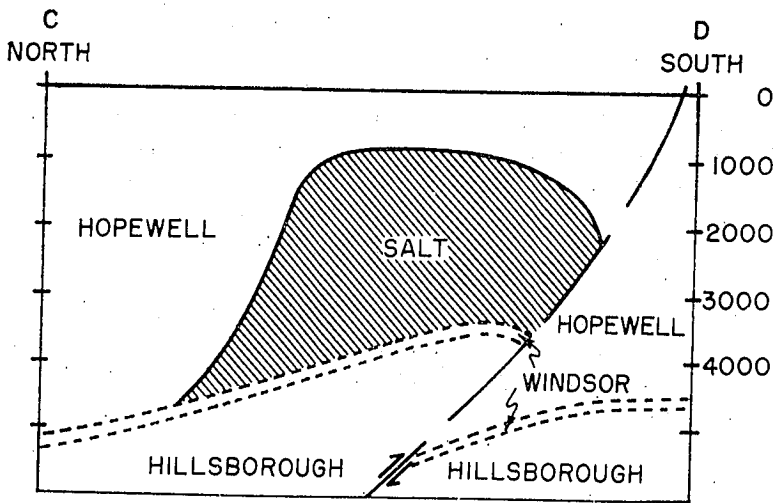 C
NORTH
D
SOUTH
0
1000
2000
3000
4000
HOPEWELL
SALT
HOPEWELL
WINDSOR
HILLSBOROUGH
HILLSBOROUGH